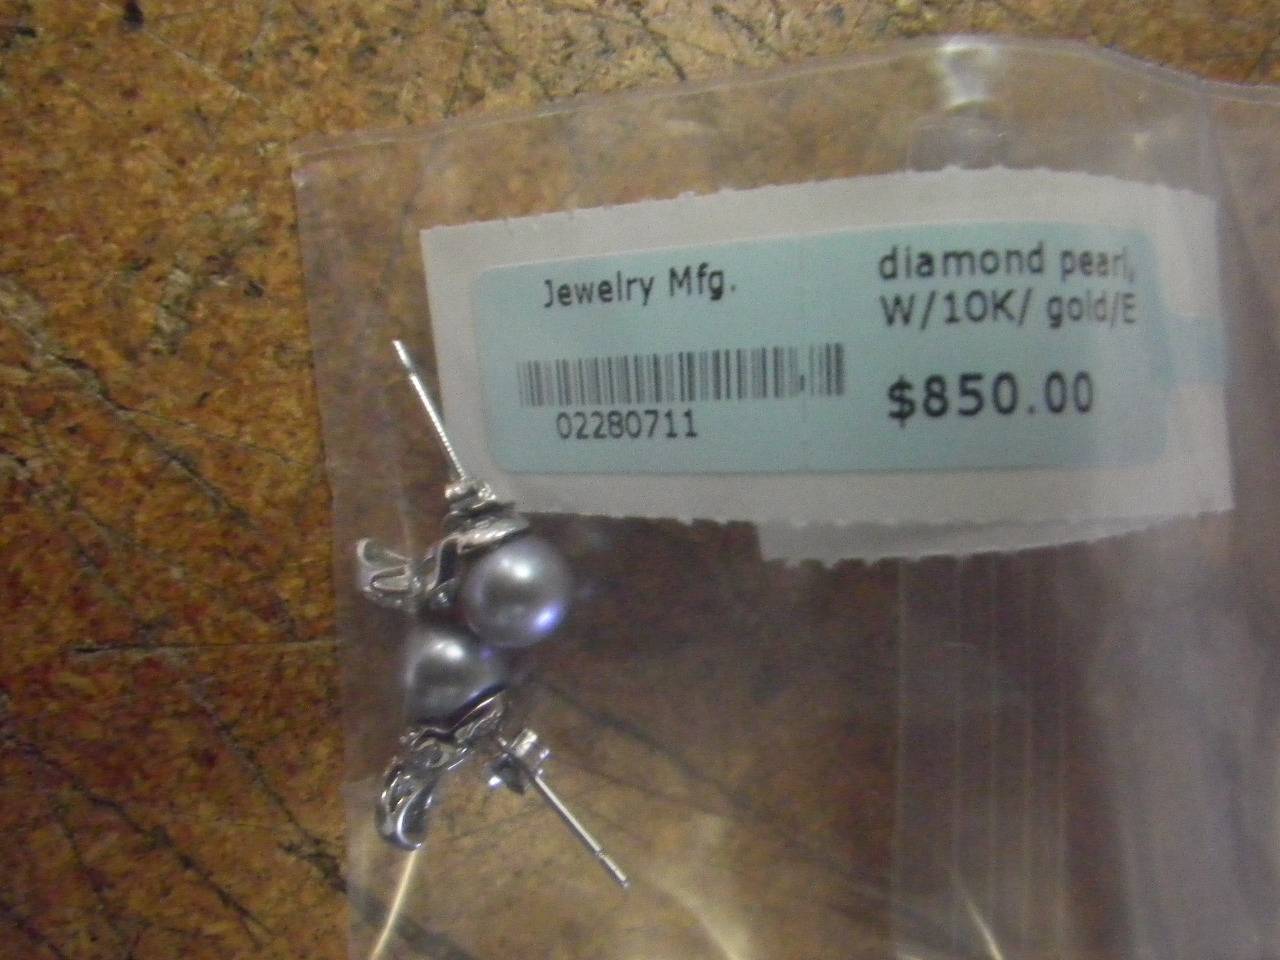 Jewelry Mfg.
02280711
diamond pearl,
W/10K/ gold/E
$850.00